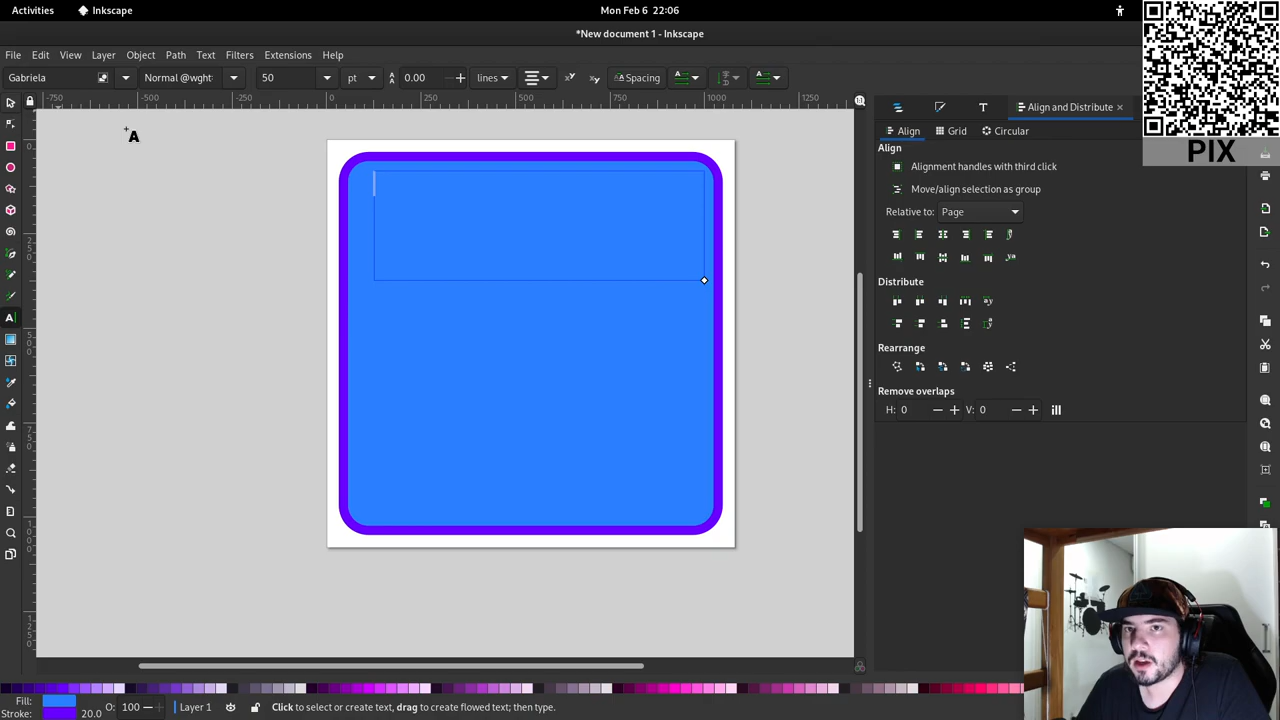 Activities Inkscape Mon Feb 6 22:06
*New document 1 - Inkscape
File Edit View Layer Object Path Text Filters Extensions Help
Gabriela Normal @wght: 50 pt A 0.00 + lines Spacing
-750 -500 -250 0 250 500 750 1000 1250
Align and Distribute
Align Grid Circular
Align
Alignment handles with third click
Move/align selection as group
Relative to: Page
Distribute
Rearrange
Remove overlaps
H: 0 − + V: 0 − +
PIX
A
Fill:
Stroke: 20.0 O: 100 − + Layer 1 Click to select or create text, drag to create flowed text; then type.